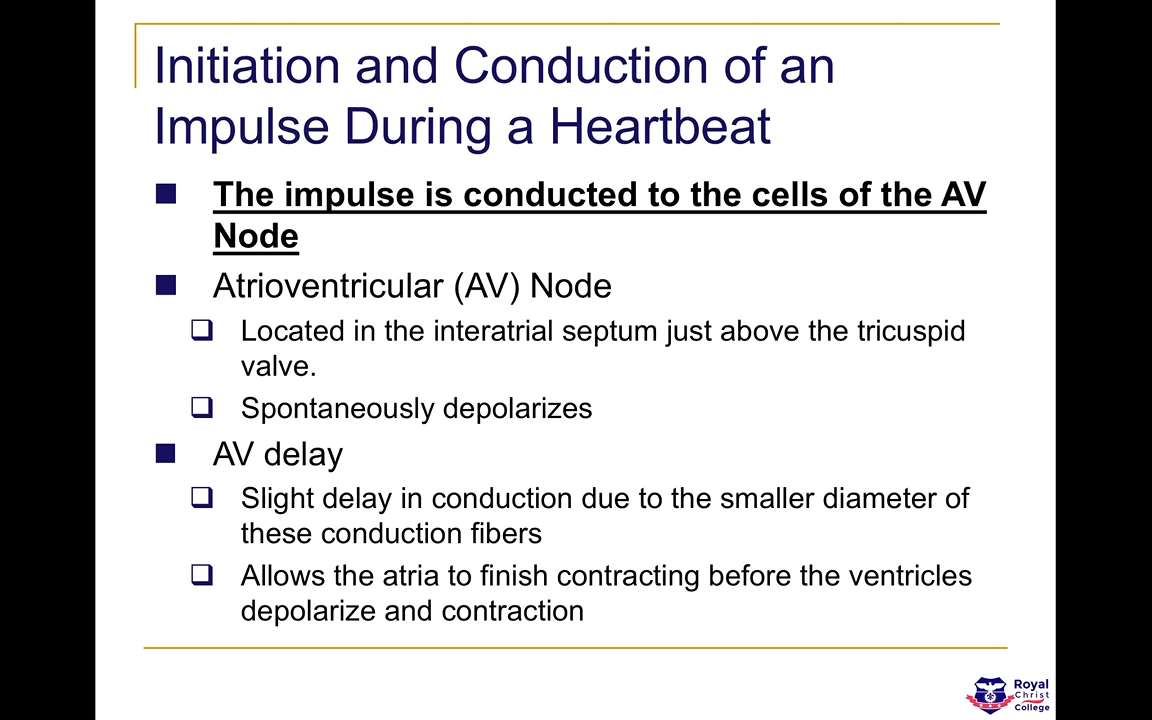 Initiation and Conduction of an
Impulse During a Heartbeat
The impulse is conducted to the cells of the AV
Node
Atrioventricular (AV) Node
Located in the interatrial septum just above the tricuspid
valve.
Spontaneously depolarizes
AV delay
Slight delay in conduction due to the smaller diameter of
these conduction fibers
Allows the atria to finish contracting before the ventricles
depolarize and contraction
Royal
Christ
College